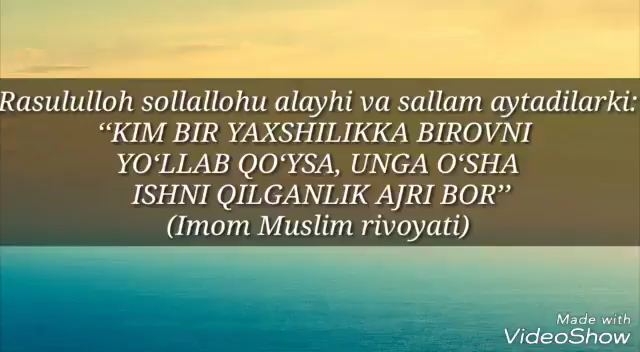 Rasululloh sollallohu alayhi va sallam aytadilarki:
“KIM BIR YAXSHILIKKA BIROVNI
YO‘LLAB QO‘YSA, UNGA O‘SHA
ISHNI QILGANLIK AJRI BOR”
(Imom Muslim rivoyati)
Made with
VideoShow